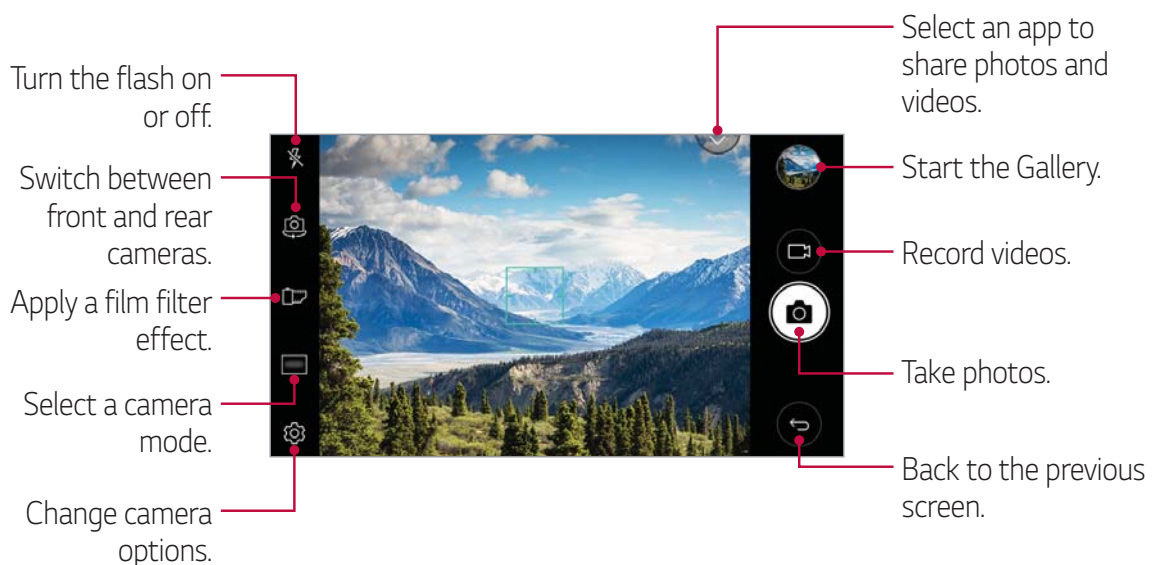 Turn the flash on
or off.
Switch between
front and rear
cameras.
Apply a film filter
effect.
Select a camera
mode.
Change camera
options.
Select an app to
share photos and
videos.
Start the Gallery.
Record videos.
Take photos.
Back to the previous
screen.